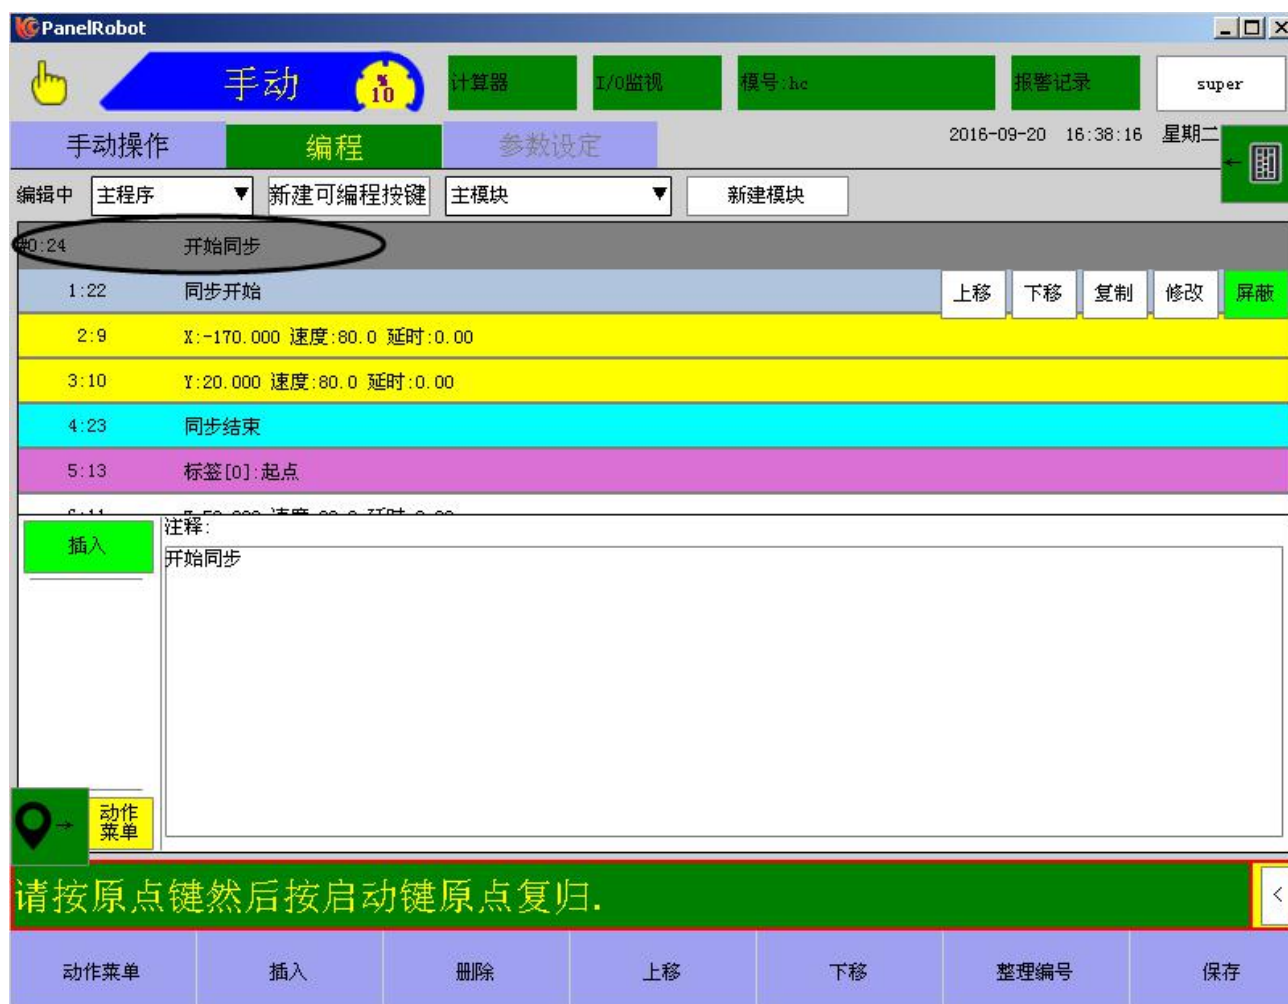 PanelRobot
手动 % 10 计算器 I/O监视 模号:hc 报警记录 super
手动操作 编程 参数设定 2016-09-20 16:38:16 星期二
编辑中 主程序 新建可编程按键 主模块 新建模块
#0:24 开始同步
1:22 同步开始 上移 下移 复制 修改 屏蔽
2:9 X:-170.000 速度:80.0 延时:0.00
3:10 Y:20.000 速度:80.0 延时:0.00
4:23 同步结束
5:13 标签[0]:起点
插入 注释:
开始同步
动作
菜单
请按原点键然后按启动键原点复归.
<
动作菜单 插入 删除 上移 下移 整理编号 保存